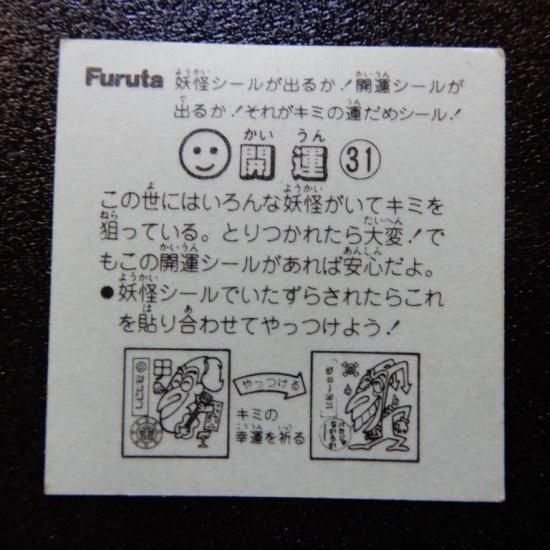 Furuta 妖怪シールが出るか！開運シールが
出るか！それがキミの運だめシール！
開運 31
この世にはいろんな妖怪がいてキミを
狙っている。とりつかれたら大変！で
もこの開運シールがあれば安心だよ。
●妖怪シールでいたずらされたらこれ
を貼り合わせてやっつけよう！
やっつける
キミの
幸運を祈る